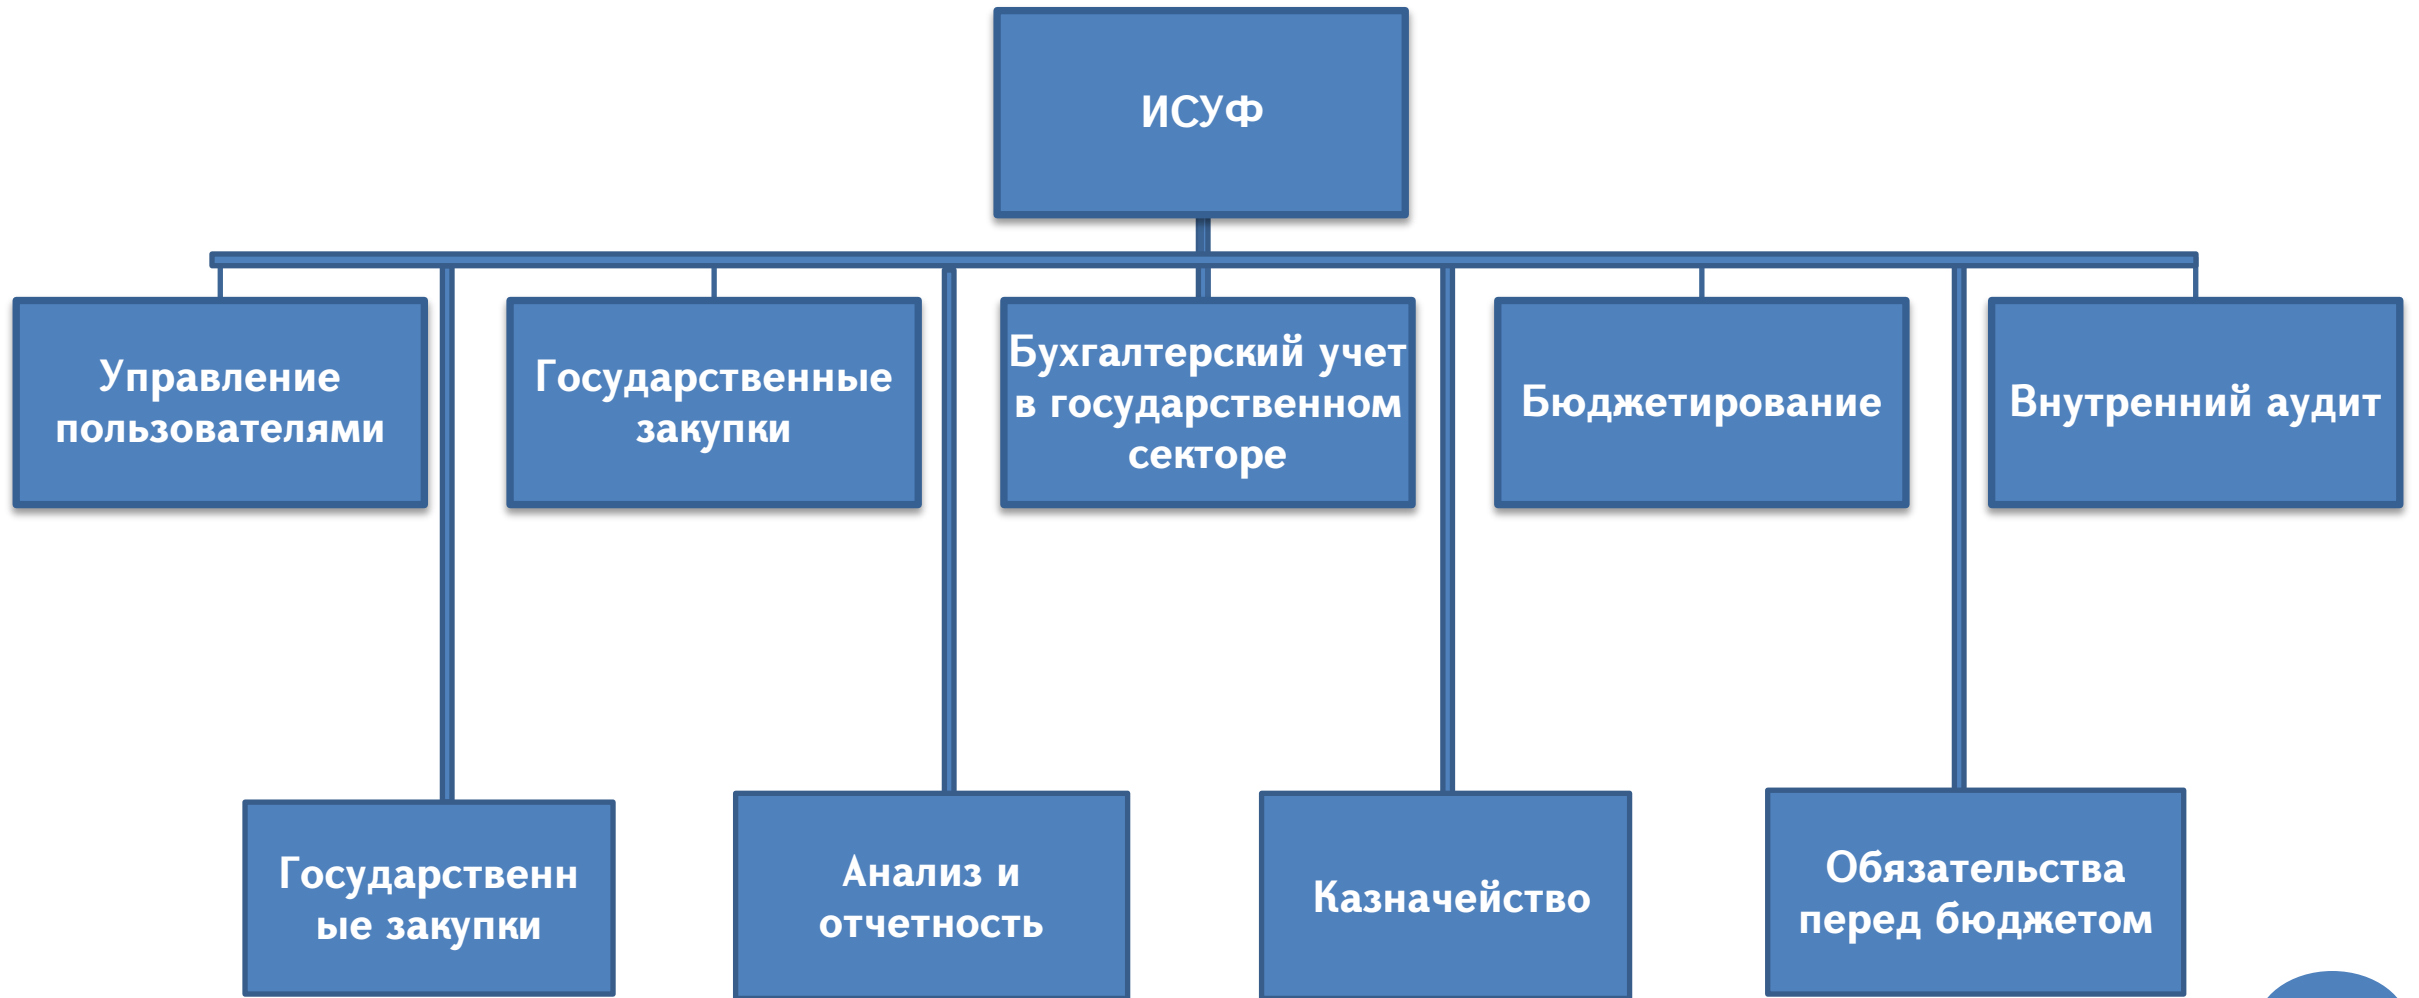 ИСУФ
Управление
пользователями
Государственные
закупки
Бухгалтерский учет
в государственном
секторе
Бюджетирование
Внутренний аудит
Государственн
ые закупки
Анализ и
отчетность
Казначейство
Обязательства
перед бюджетом